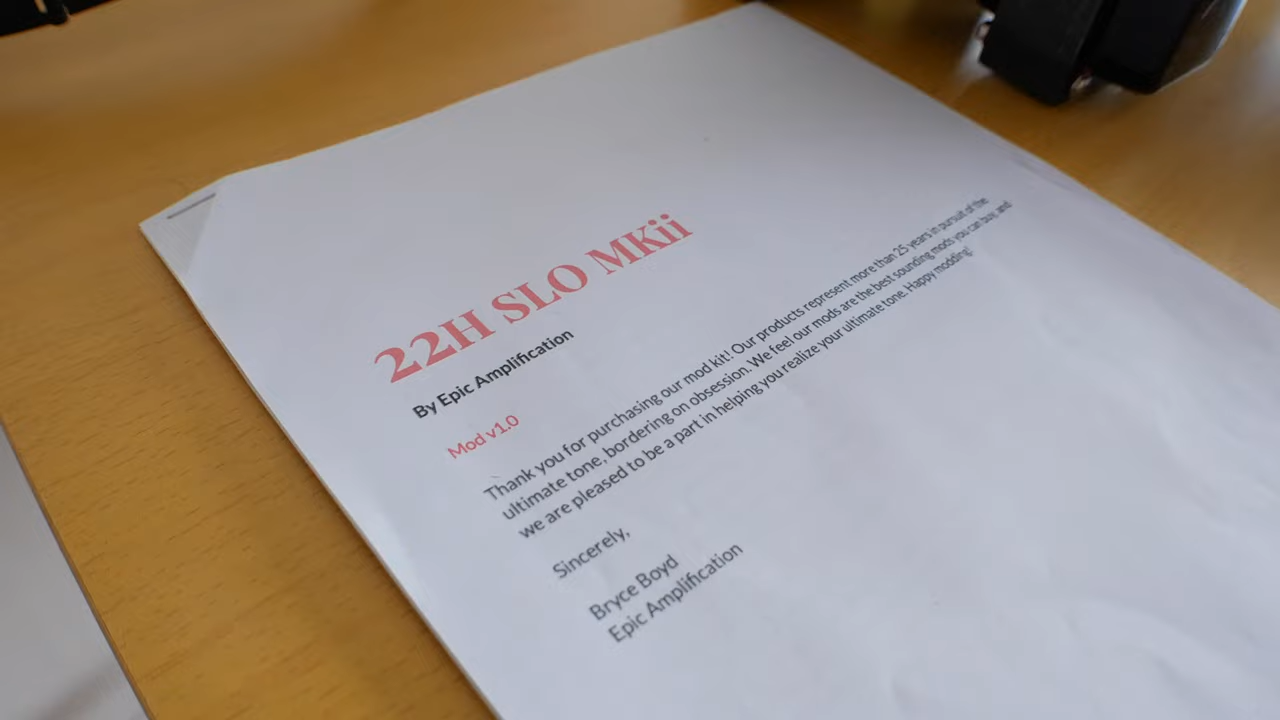 22H SLO MKii
By Epic Amplification
Mod v1.0
Thank you for purchasing our mod kit! Our products represent more than 25 years in pursuit of the
ultimate tone, bordering on obsession. We feel our mods are the best sounding mods you can buy, and
we are pleased to be a part in helping you realize your ultimate tone. Happy modding!
Sincerely,
Bryce Boyd
Epic Amplification